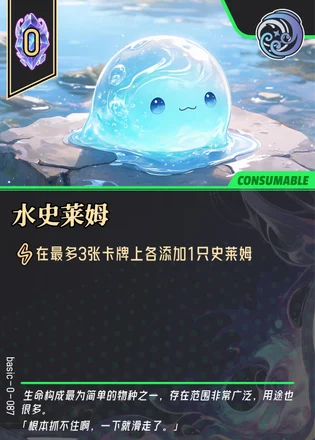 0
CONSUMABLE
水史莱姆
在最多3张卡牌上各添加1只史莱姆
basic-0-087
生命构成最为简单的物种之一，存在范围非常广泛，用途也
很多。
「根本抓不住啊，一下就滑走了。」